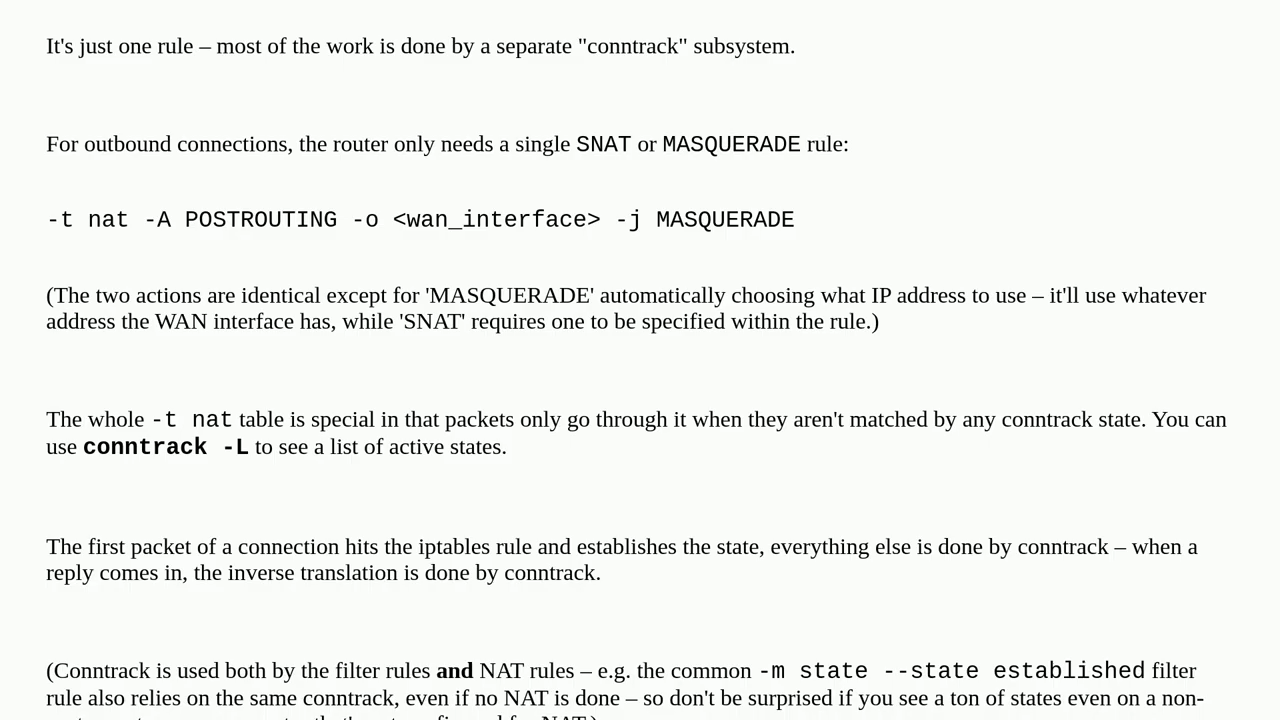 It's just one rule – most of the work is done by a separate "conntrack" subsystem.
For outbound connections, the router only needs a single SNAT or MASQUERADE rule:
-t nat -A POSTROUTING -o <wan_interface> -j MASQUERADE
(The two actions are identical except for 'MASQUERADE' automatically choosing what IP address to use – it'll use whatever
address the WAN interface has, while 'SNAT' requires one to be specified within the rule.)
The whole -t nat table is special in that packets only go through it when they aren't matched by any conntrack state. You can
use conntrack -L to see a list of active states.
The first packet of a connection hits the iptables rule and establishes the state, everything else is done by conntrack – when a
reply comes in, the inverse translation is done by conntrack.
(Conntrack is used both by the filter rules and NAT rules – e.g. the common -m state --state established filter
rule also relies on the same conntrack, even if no NAT is done – so don't be surprised if you see a ton of states even on a non-